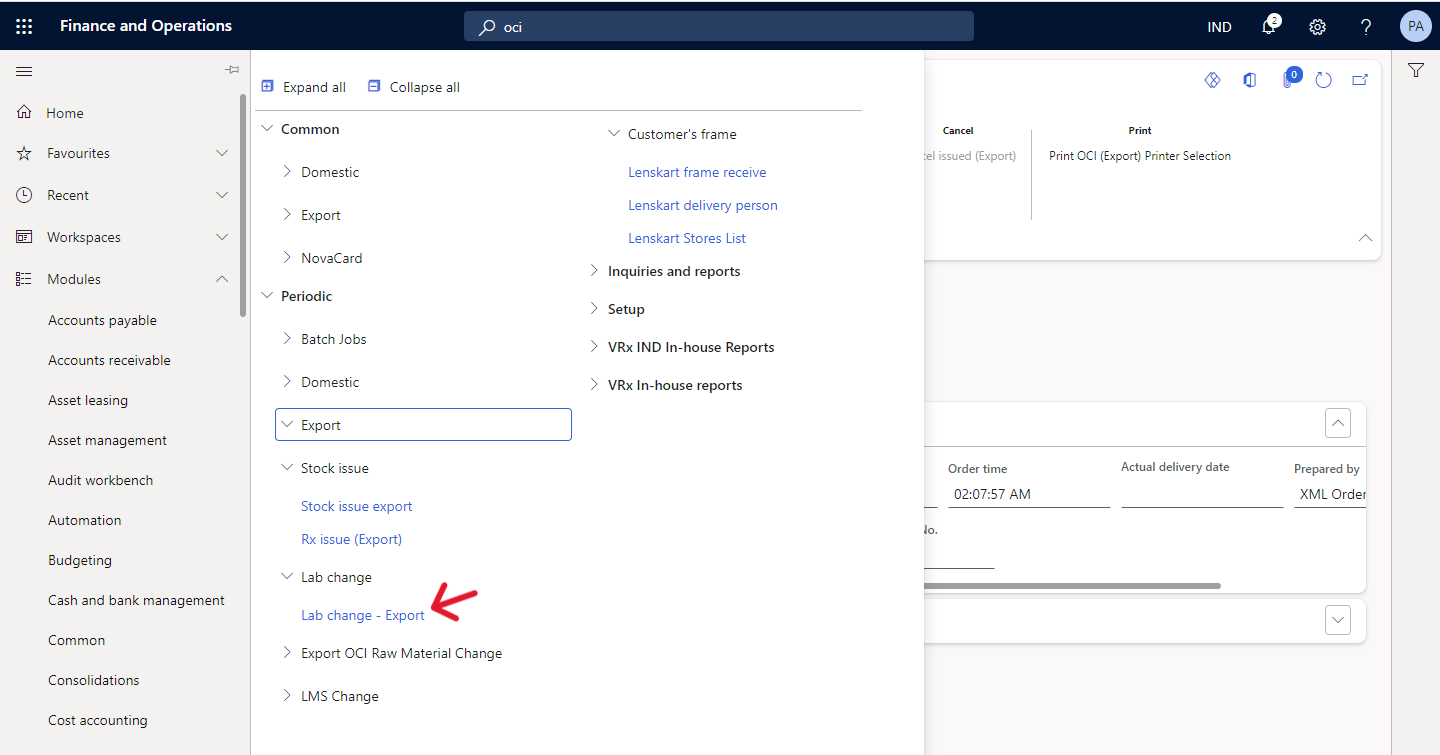 Finance and Operations
oci
IND
2
?
PA
Home
Favourites
Recent
Workspaces
Modules
Accounts payable
Accounts receivable
Asset leasing
Asset management
Audit workbench
Automation
Budgeting
Cash and bank management
Common
Consolidations
Cost accounting
Expand all
Collapse all
Common
Domestic
Export
NovaCard
Periodic
Batch Jobs
Domestic
Export
Stock issue
Stock issue export
Rx issue (Export)
Lab change
Lab change - Export
Export OCI Raw Material Change
LMS Change
Customer's frame
Lenskart frame receive
Lenskart delivery person
Lenskart Stores List
Inquiries and reports
Setup
VRx IND In-house Reports
VRx In-house reports
0
Cancel
Print
cel issued (Export)
Print OCI (Export) Printer Selection
Order time
Actual delivery date
Prepared by
02:07:57 AM
XML Order
No.